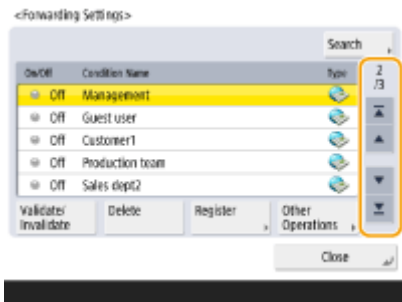 <Forwarding Settings>
Search
On/Off Condition Name Type
2
/3
Off Management
Off Guest user
Off Customer1
Off Production team
Off Sales dept2
Validate/
Invalidate
Delete
Register
Other
Operations
Close